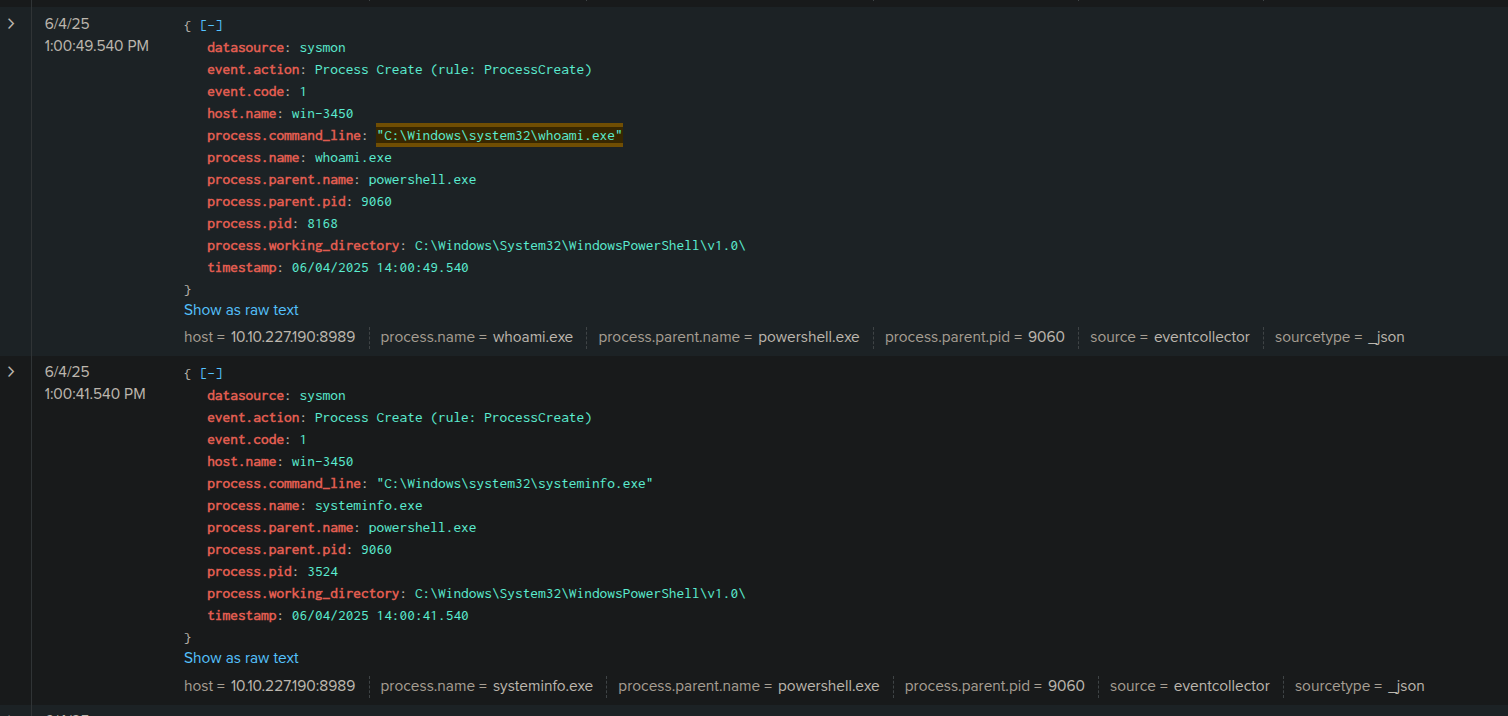 6/4/25
1:00:49.540 PM
{ [-]
datasource: sysmon
event.action: Process Create (rule: ProcessCreate)
event.code: 1
host.name: win-3450
process.command_line: "C:\Windows\system32\whoami.exe"
process.name: whoami.exe
process.parent.name: powershell.exe
process.parent.pid: 9060
process.pid: 8168
process.working_directory: C:\Windows\System32\WindowsPowerShell\v1.0\
timestamp: 06/04/2025 14:00:49.540
}
Show as raw text
host = 10.10.227.190:8989 process.name = whoami.exe process.parent.name = powershell.exe process.parent.pid = 9060 source = eventcollector sourcetype = _json
6/4/25
1:00:41.540 PM
{ [-]
datasource: sysmon
event.action: Process Create (rule: ProcessCreate)
event.code: 1
host.name: win-3450
process.command_line: "C:\Windows\system32\systeminfo.exe"
process.name: systeminfo.exe
process.parent.name: powershell.exe
process.parent.pid: 9060
process.pid: 3524
process.working_directory: C:\Windows\System32\WindowsPowerShell\v1.0\
timestamp: 06/04/2025 14:00:41.540
}
Show as raw text
host = 10.10.227.190:8989 process.name = systeminfo.exe process.parent.name = powershell.exe process.parent.pid = 9060 source = eventcollector sourcetype = _json